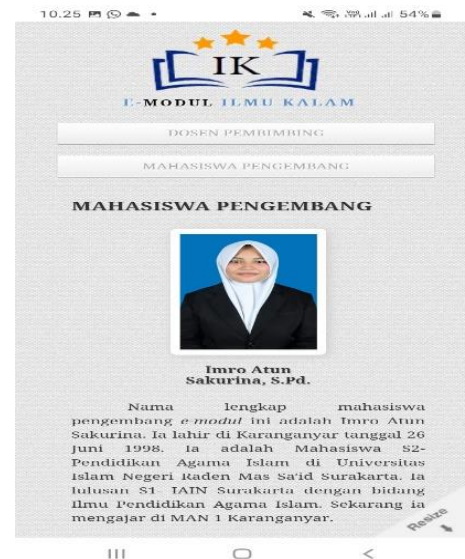 10.25 54%
IK
E-MODUL ILMU KALAM
DOSEN PEMBIMBING
MAHASISWA PENGEMBANG
MAHASISWA PENGEMBANG
Imro Atun
Sakurina, S.Pd.
Nama lengkap mahasiswa
pengembang e-modul ini adalah Imro Atun
Sakurina. Ia lahir di Karanganyar tanggal 26
Juni 1998. Ia adalah Mahasiswa S2-
Pendidikan Agama Islam di Universitas
Islam Negeri Raden Mas Sa'id Surakarta. Ia
lulusan S1- IAIN Surakarta dengan bidang
Ilmu Pendidikan Agama Islam. Sekarang ia
mengajar di MAN 1 Karanganyar.
Resize